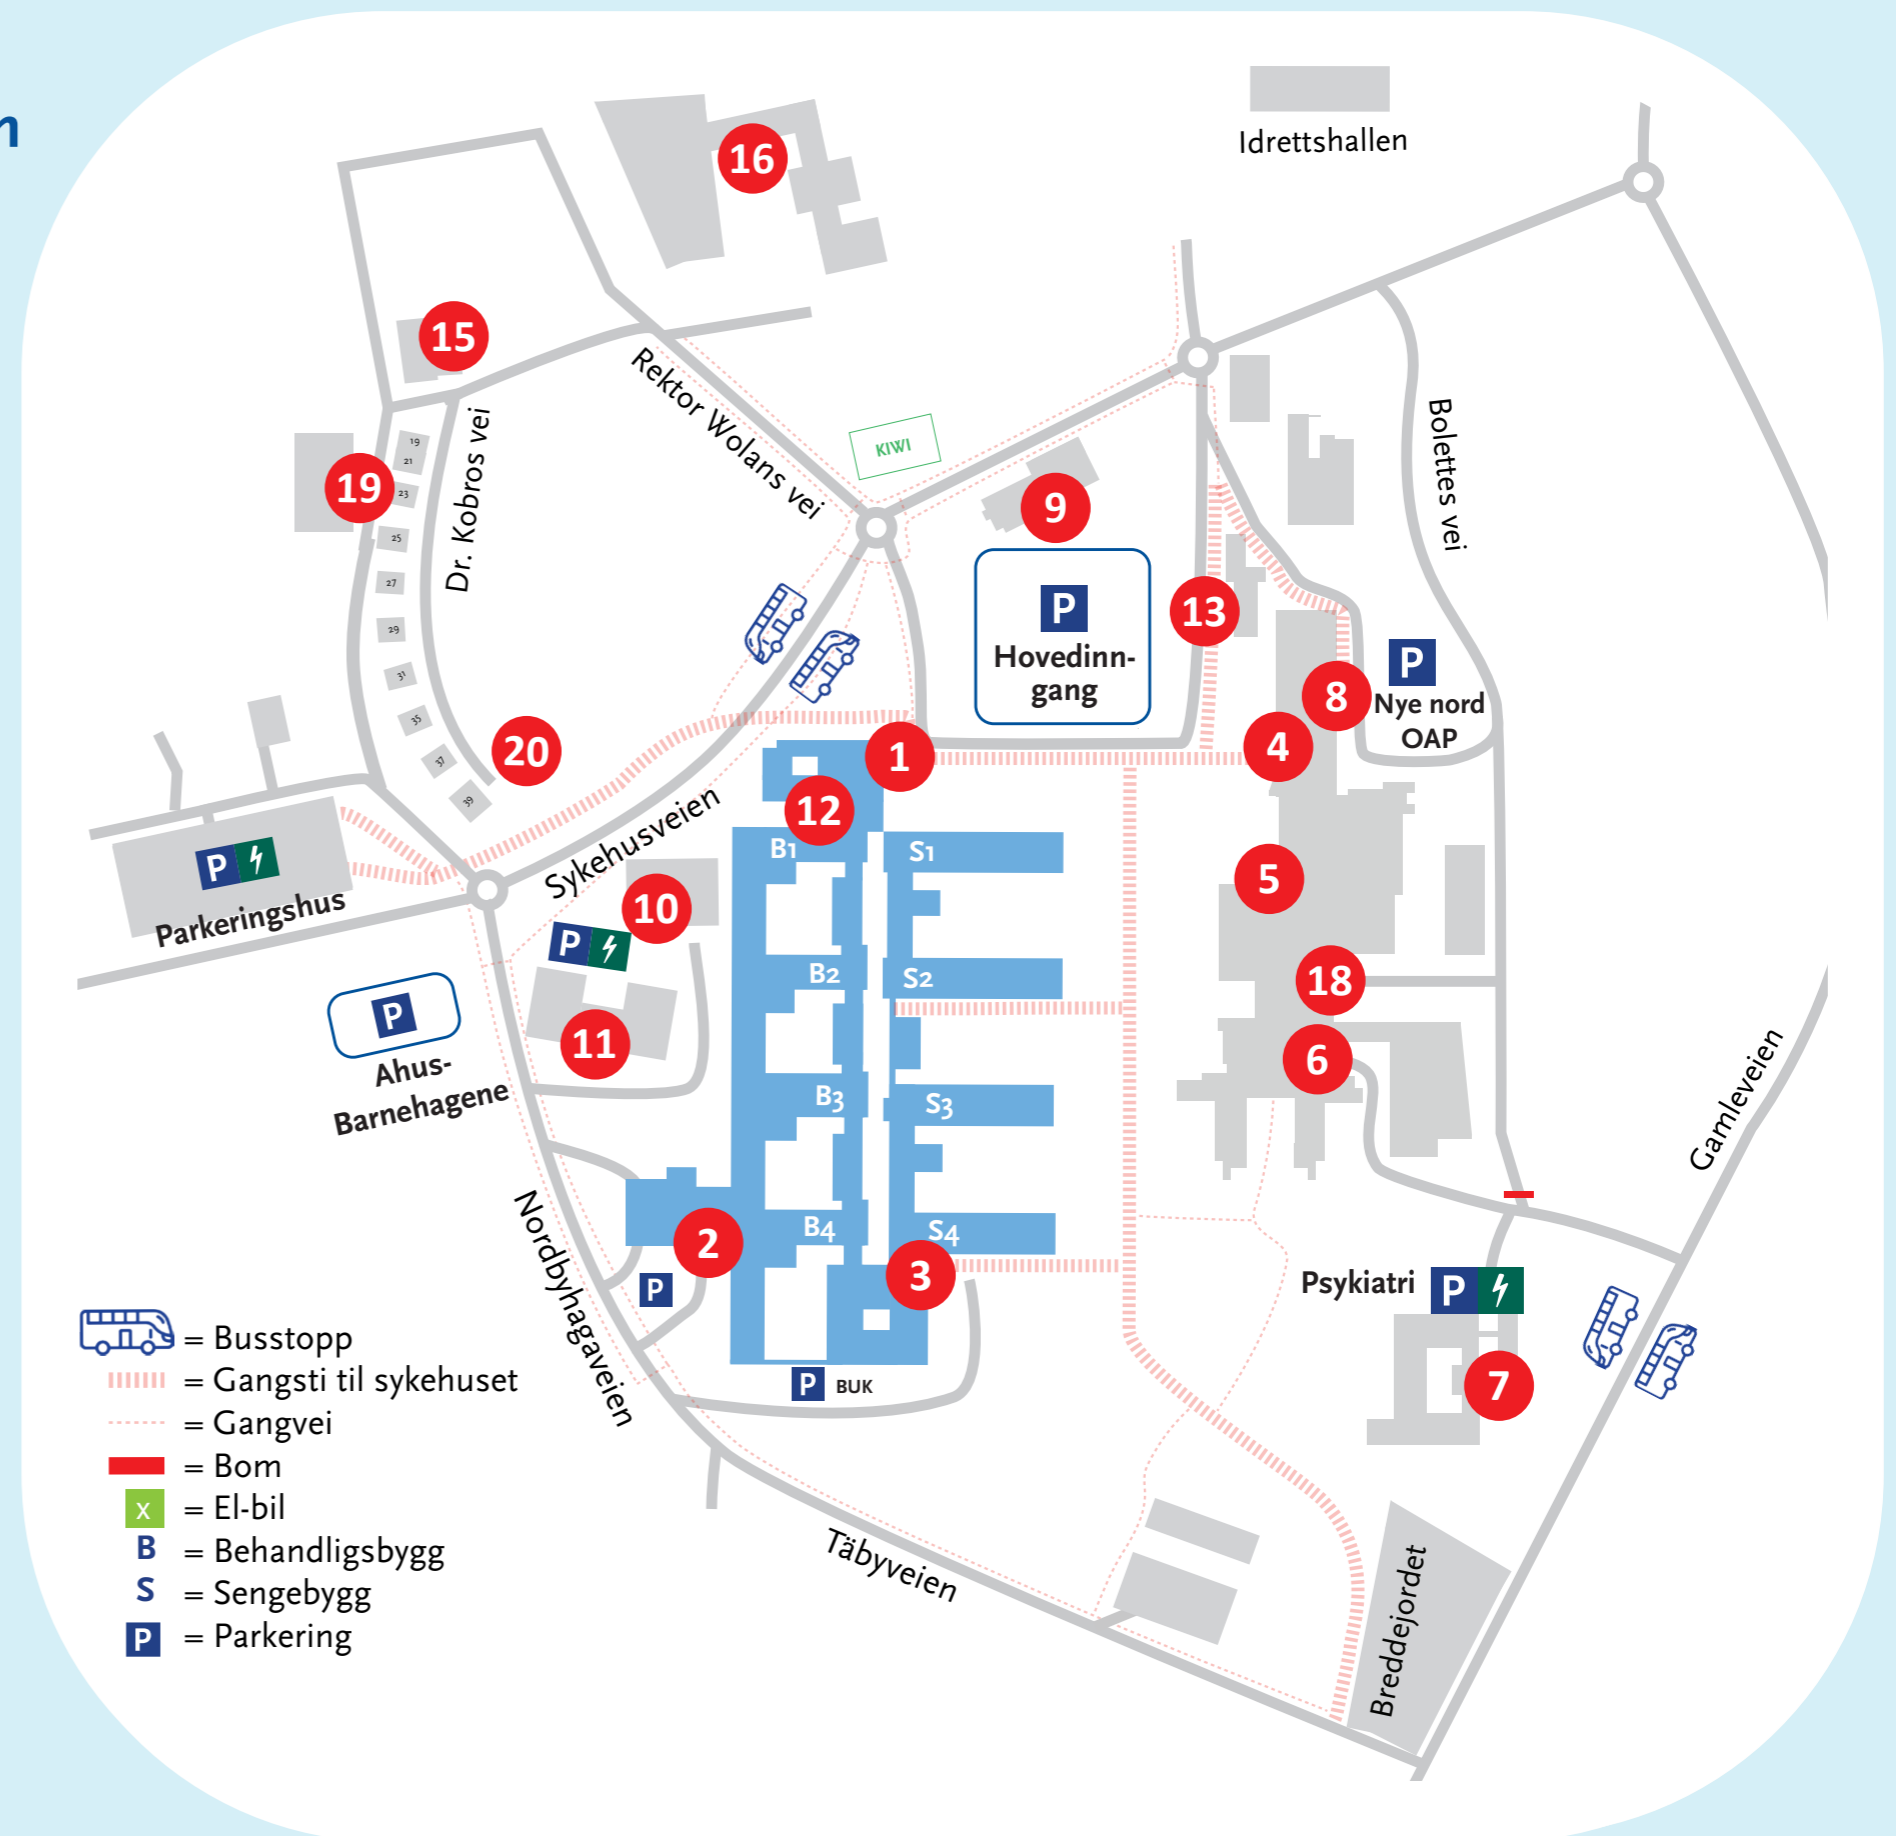 n
Idrettshallen
16
15
Rektor Wolans vei
KIWI
Bolettes vei
19
19
21
23
25
27
29
31
35
37
39
Dr. Kobros vei
9
P
Hovedinn-
gang
13
8
P
Nye nord
OAP
20
1
4
12
Sykehusveien
B1
S1
P
Parkeringshus
5
10
P
B2
S2
18
P
Ahus-
Barnehagene
11
6
B3
S3
Gamleveien
Nordbyhagaveien
2
B4
S4
3
P
Psykiatri
P
7
P
BUK
Täbyveien
Breddejordet
= Busstopp
= Gangsti til sykehuset
= Gangvei
= Bom
x = El-bil
B = Behandligsbygg
S = Sengebygg
P = Parkering